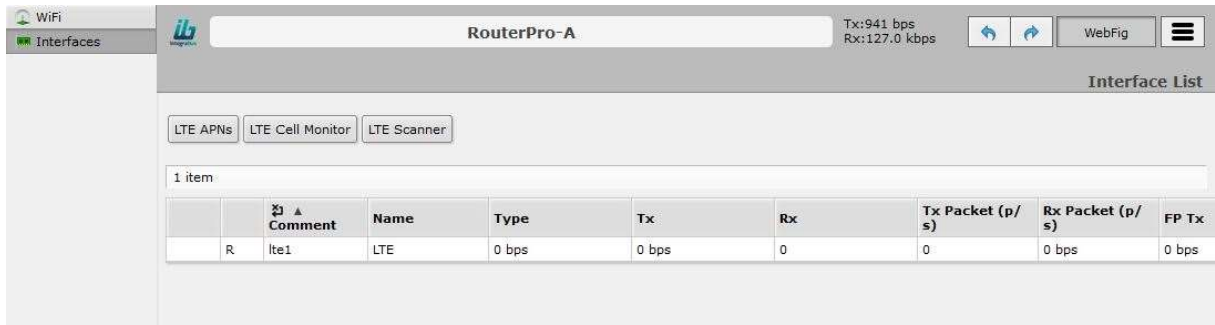 WiFi
Interfaces
RouterPro-A
Tx:941 bps
Rx:127.0 kbps
WebFig
Interface List
LTE APNs LTE Cell Monitor LTE Scanner
1 item
▲
Comment Name Type Tx Rx Tx Packet (p/
s) Rx Packet (p/
s) FP Tx
R lte1 LTE 0 bps 0 bps 0 0 0 bps 0 bps